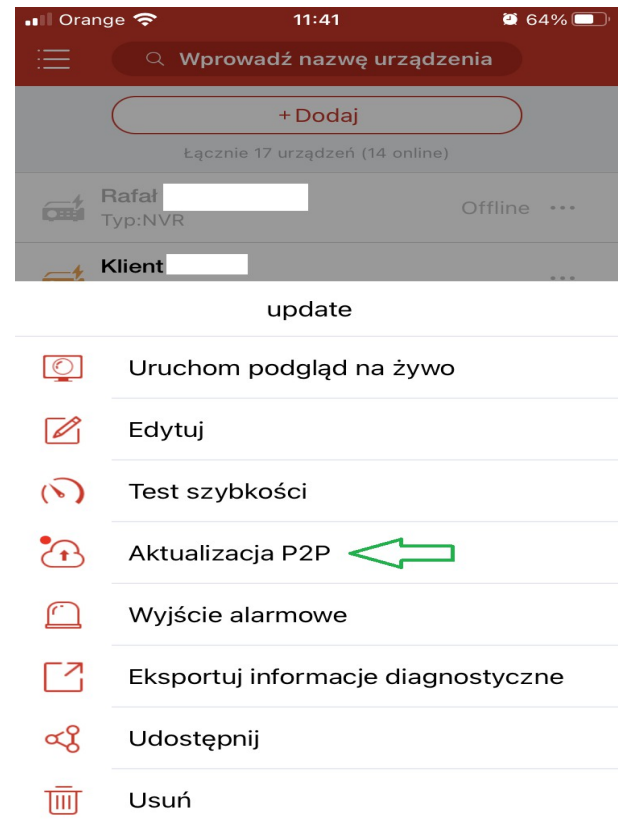 Orange 11:41 64%
Wprowadź nazwę urządzenia
+Dodaj
Łącznie 17 urządzeń (14 online)
Rafał
Offline
Typ:NVR
Klient
update
Uruchom podgląd na żywo
Edytuj
Test szybkości
Aktualizacja P2P
Wyjście alarmowe
Eksportuj informacje diagnostyczne
Udostępnij
Usuń